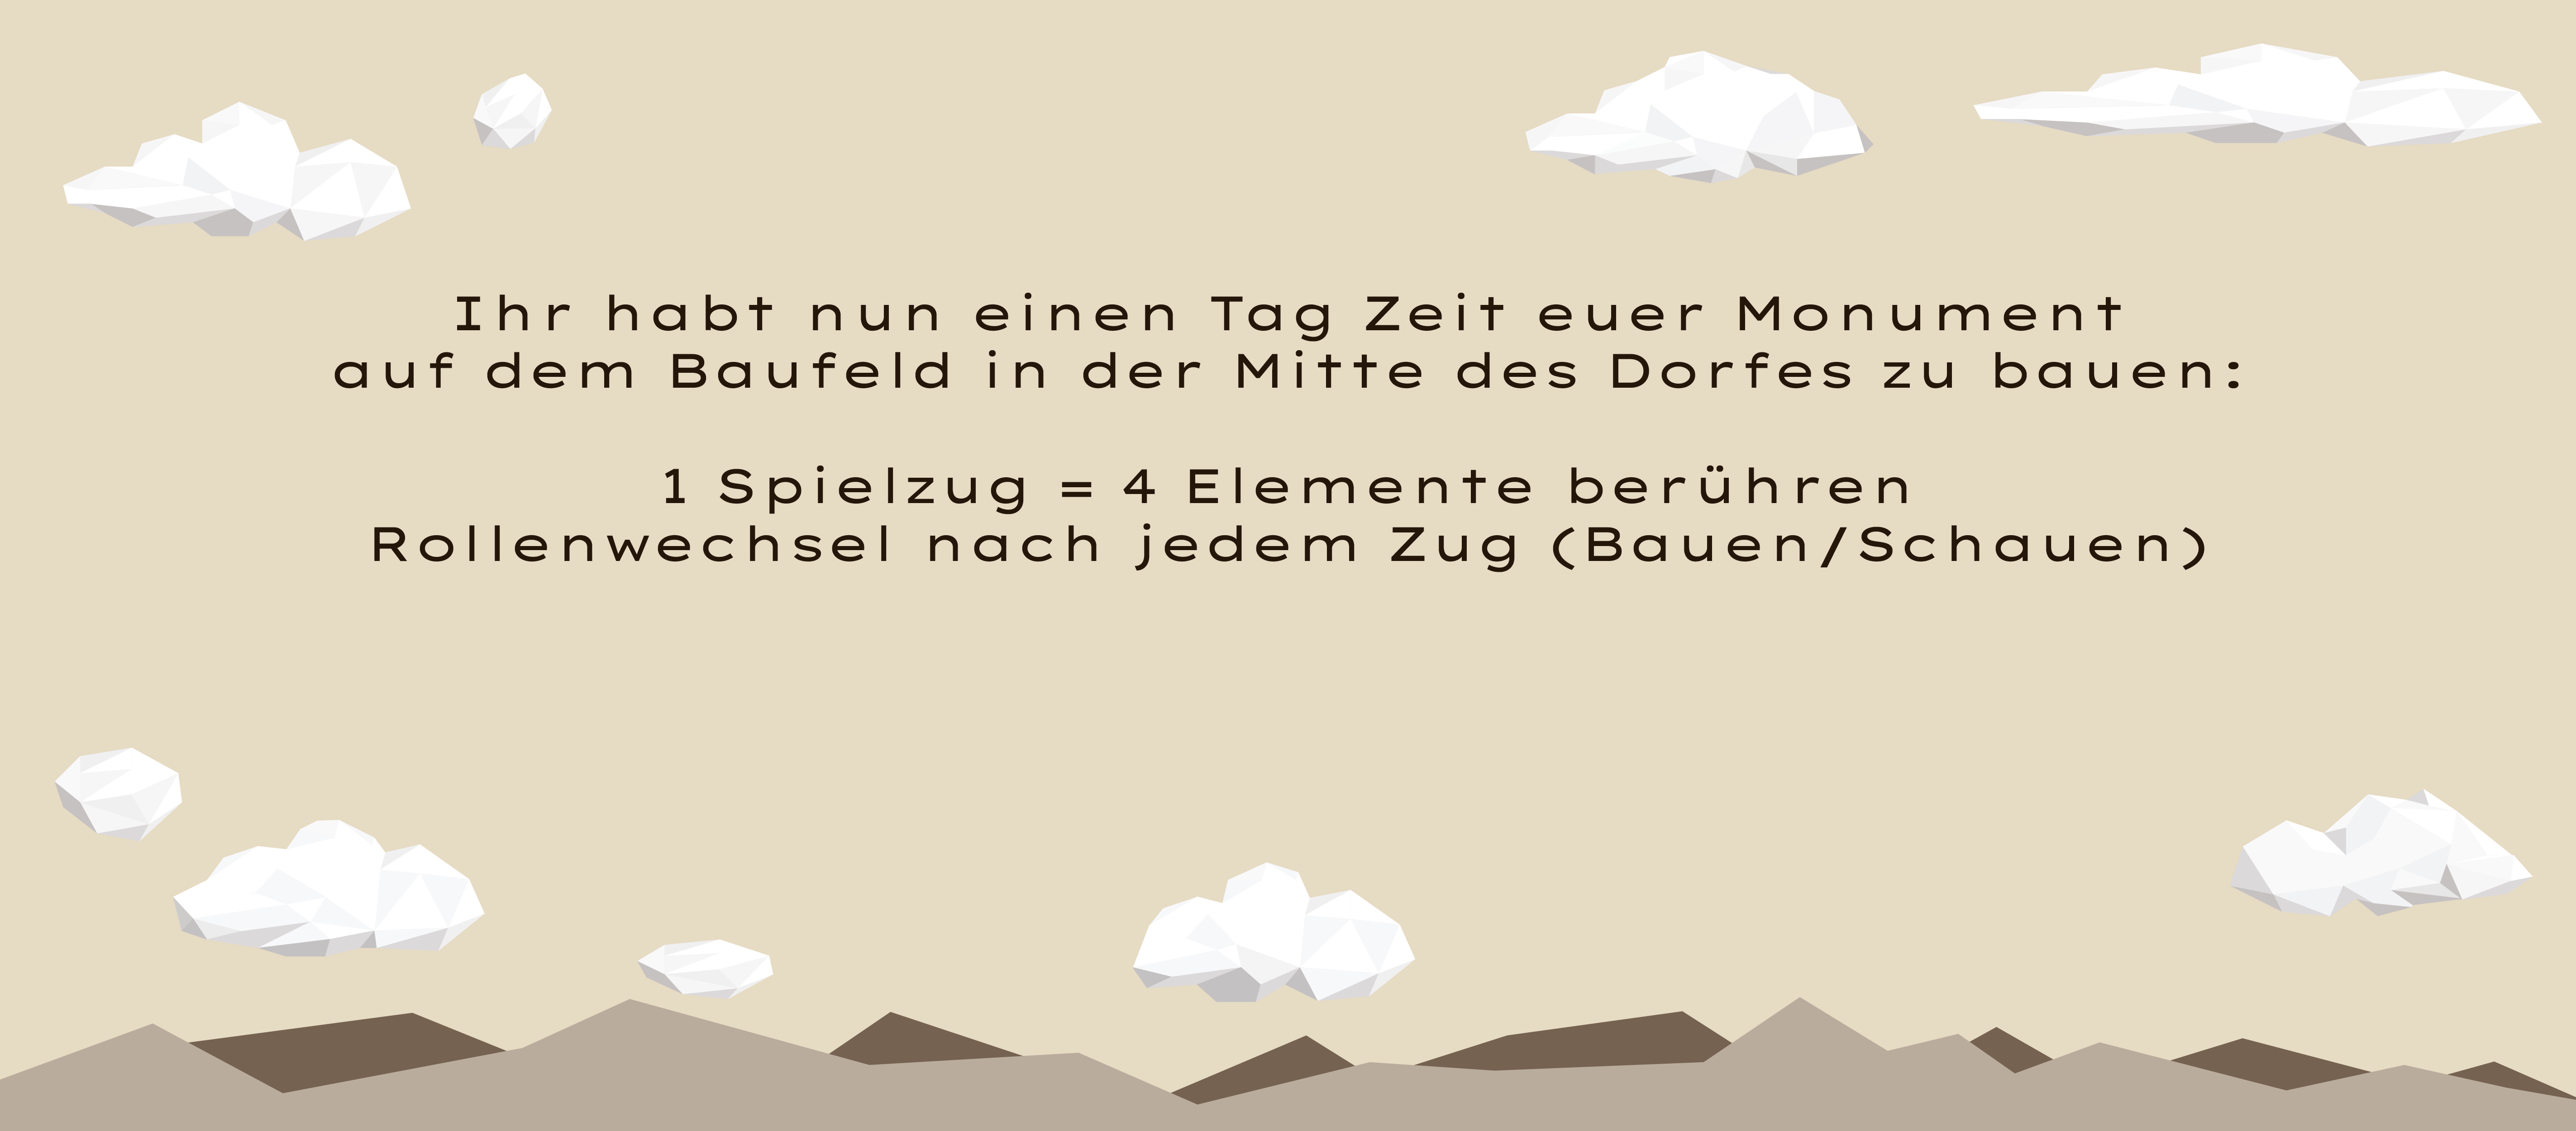 Ihr habt nun einen Tag Zeit euer Monument
auf dem Baufeld in der Mitte des Dorfes zu bauen:
1 Spielzug = 4 Elemente berühren
Rollenwechsel nach jedem Zug (Bauen/Schauen)